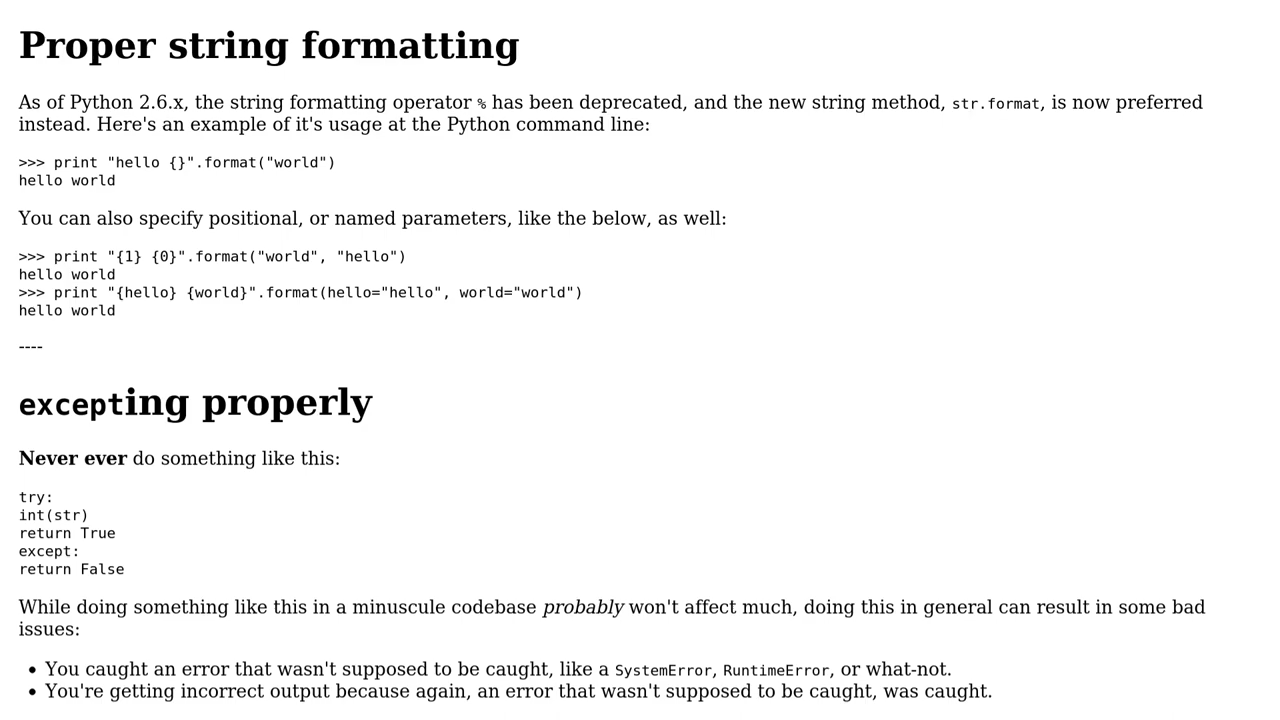 Proper string formatting
As of Python 2.6.x, the string formatting operator % has been deprecated, and the new string method, str.format, is now preferred
instead. Here's an example of it's usage at the Python command line:
>>> print "hello {}".format("world")
hello world
You can also specify positional, or named parameters, like the below, as well:
>>> print "{1} {0}".format("world", "hello")
hello world
>>> print "{hello} {world}".format(hello="hello", world="world")
hello world
----
excepting properly
Never ever do something like this:
try:
int(str)
return True
except:
return False
While doing something like this in a minuscule codebase probably won't affect much, doing this in general can result in some bad
issues:
• You caught an error that wasn't supposed to be caught, like a SystemError, RuntimeError, or what-not.
• You're getting incorrect output because again, an error that wasn't supposed to be caught, was caught.